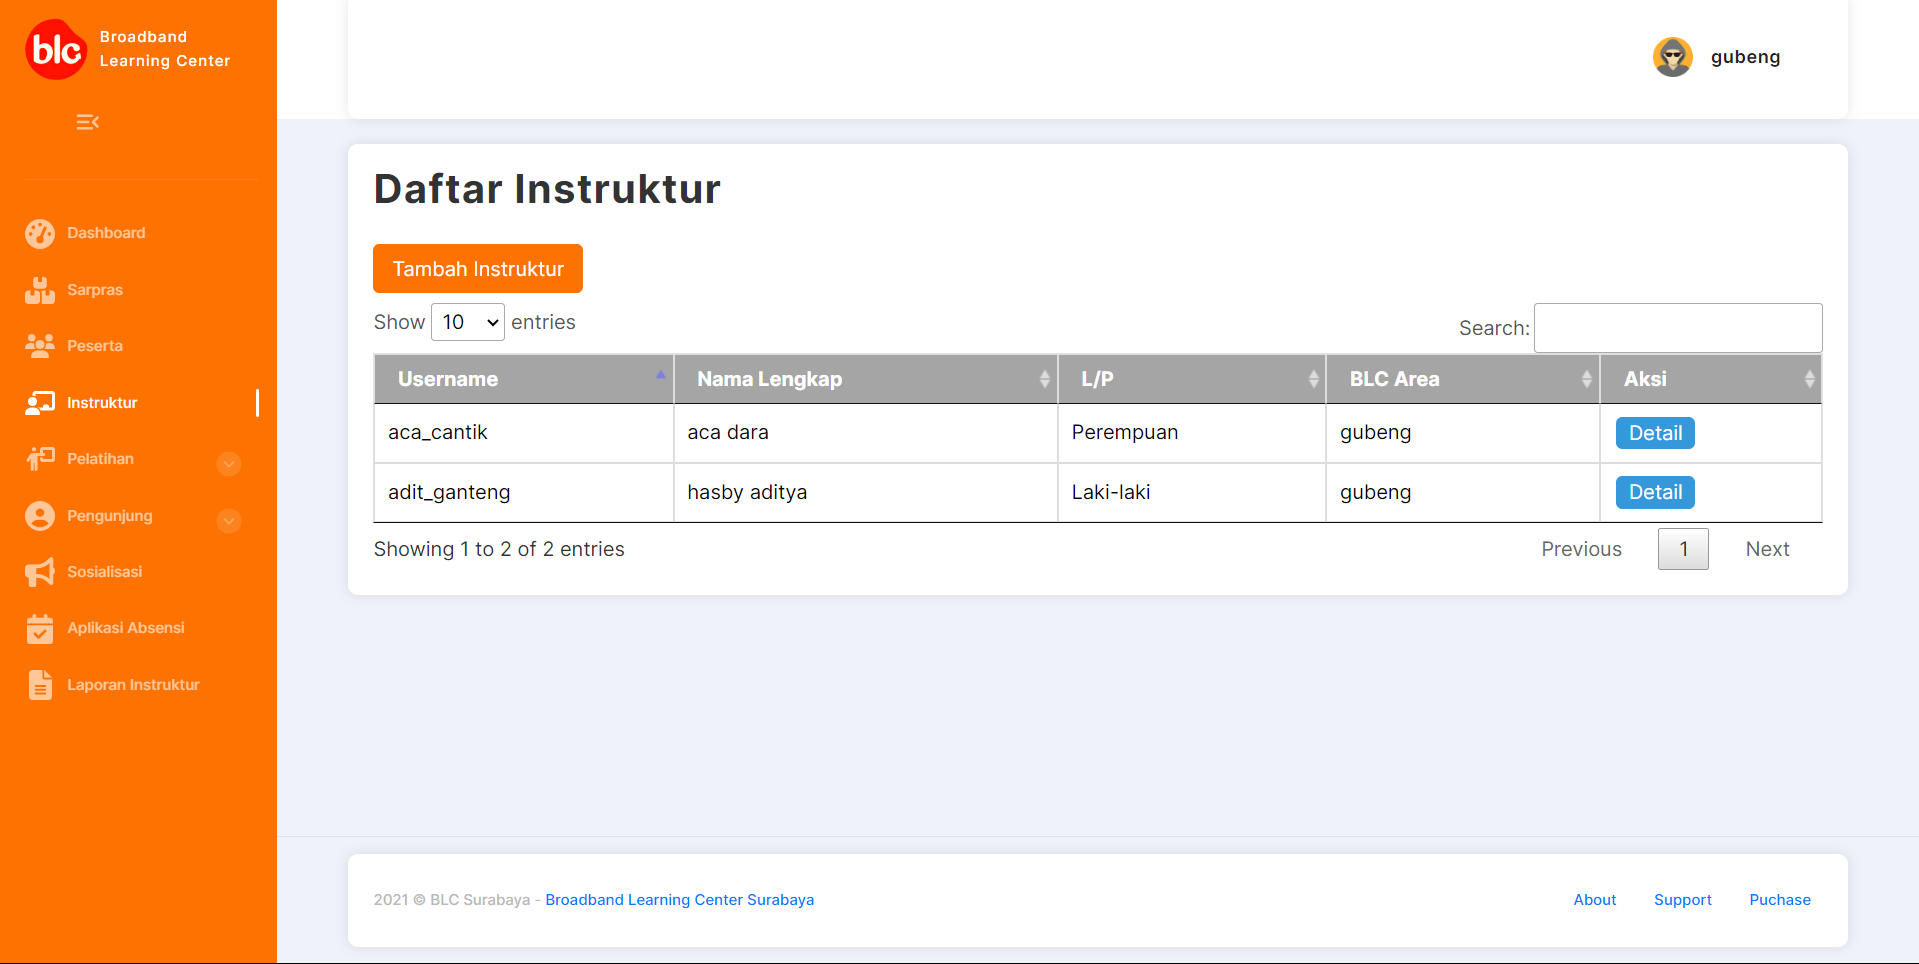 blc
Broadband
Learning Center
gubeng
Dashboard
Sarpras
Peserta
Instruktur
Pelatihan
Pengunjung
Sosialisasi
Aplikasi Absensi
Laporan Instruktur
Daftar Instruktur
Tambah Instruktur
Show 10 entries
Search:
Username Nama Lengkap L/P BLC Area Aksi
aca_cantik aca dara Perempuan gubeng Detail
adit_ganteng hasby aditya Laki-laki gubeng Detail
Showing 1 to 2 of 2 entries
Previous 1 Next
2021 © BLC Surabaya - Broadband Learning Center Surabaya
About Support Puchase